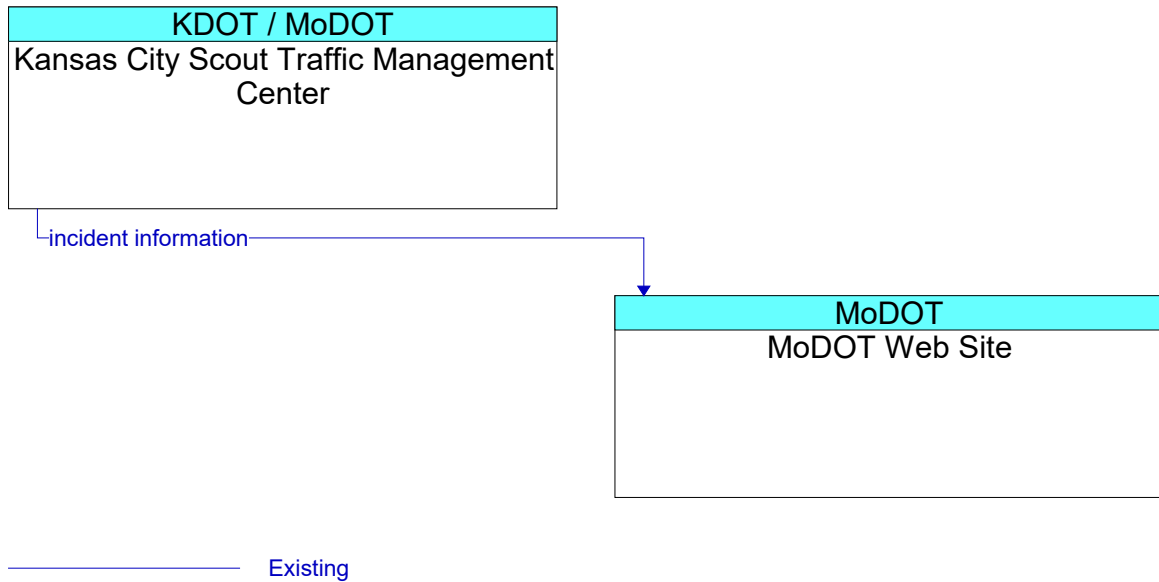 KDOT / MoDOT
Kansas City Scout Traffic Management
Center
incident information
MoDOT
MoDOT Web Site
Existing